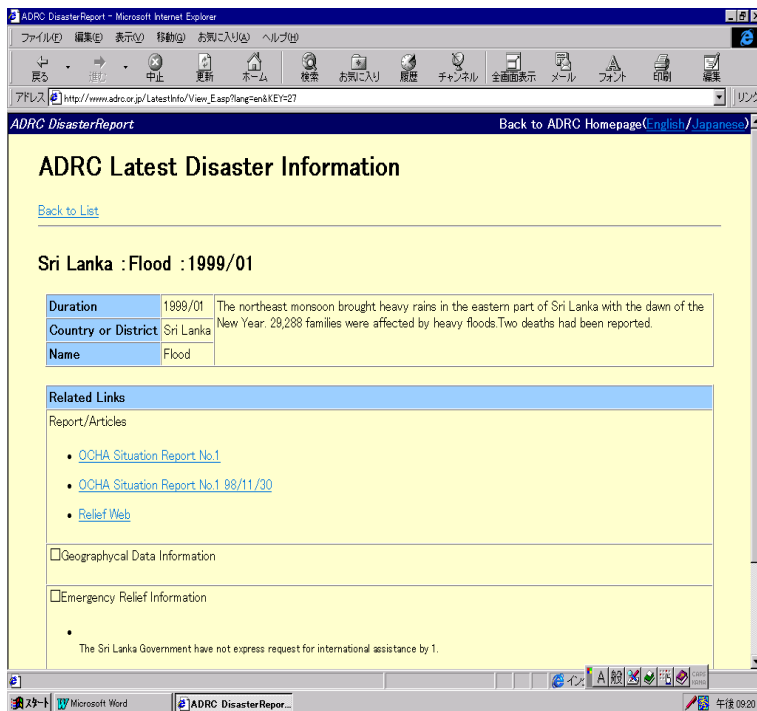 ADRC DisasterReport - Microsoft Internet Explorer
ファイル(F) 編集(E) 表示(V) 移動(G) お気に入り(A) ヘルプ(H)
戻る 進む 中止 更新 ホーム 検索 お気に入り 履歴 チャンネル 全画面表示 メール フォント 印刷 編集
アドレス http://www.adrc.or.jp/LatestInfo/View_E.asp?lang=en&KEY=27 リンク
ADRC DisasterReport Back to ADRC Homepage(English/Japanese)
ADRC Latest Disaster Information
Back to List
Sri Lanka :Flood :1999/01
Duration 1999/01 The northeast monsoon brought heavy rains in the eastern part of Sri Lanka with the dawn of the
Country or District Sri Lanka New Year. 29,288 families were affected by heavy floods.Two deaths had been reported.
Name Flood
Related Links
Report/Articles
• OCHA Situation Report No.1
• OCHA Situation Report No.1 98/11/30
• Relief Web
□Geographycal Data Information
□Emergency Relief Information
•
The Sri Lanka Government have not express request for international assistance by 1.
イン A 般 CAPS KANA
スタート Microsoft Word ADRC DisasterRepor... 午後 09:20